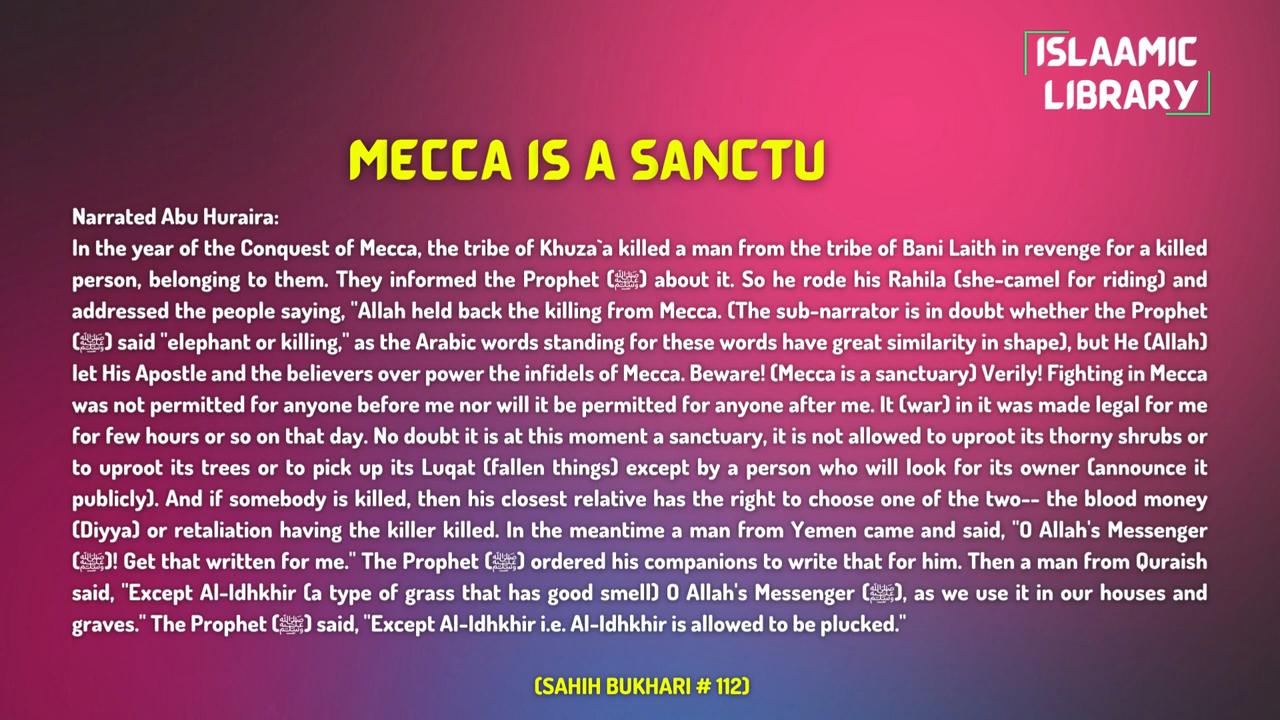 ISLAAMIC
LIBRARY
MECCA IS A SANCTU
Narrated Abu Huraira:
In the year of the Conquest of Mecca, the tribe of Khuza`a killed a man from the tribe of Bani Laith in revenge for a killed
person, belonging to them. They informed the Prophet (ﷺ) about it. So he rode his Rahila (she-camel for riding) and
addressed the people saying, "Allah held back the killing from Mecca. (The sub-narrator is in doubt whether the Prophet
(ﷺ) said "elephant or killing," as the Arabic words standing for these words have great similarity in shape), but He (Allah)
let His Apostle and the believers over power the infidels of Mecca. Beware! (Mecca is a sanctuary) Verily! Fighting in Mecca
was not permitted for anyone before me nor will it be permitted for anyone after me. It (war) in it was made legal for me
for few hours or so on that day. No doubt it is at this moment a sanctuary, it is not allowed to uproot its thorny shrubs or
to uproot its trees or to pick up its Luqat (fallen things) except by a person who will look for its owner (announce it
publicly). And if somebody is killed, then his closest relative has the right to choose one of the two-- the blood money
(Diyya) or retaliation having the killer killed. In the meantime a man from Yemen came and said, "O Allah's Messenger
(ﷺ)! Get that written for me." The Prophet (ﷺ) ordered his companions to write that for him. Then a man from Quraish
said, "Except Al-Idhkhir (a type of grass that has good smell) O Allah's Messenger (ﷺ), as we use it in our houses and
graves." The Prophet (ﷺ) said, "Except Al-Idhkhir i.e. Al-Idhkhir is allowed to be plucked."
(SAHIH BUKHARI # 112)